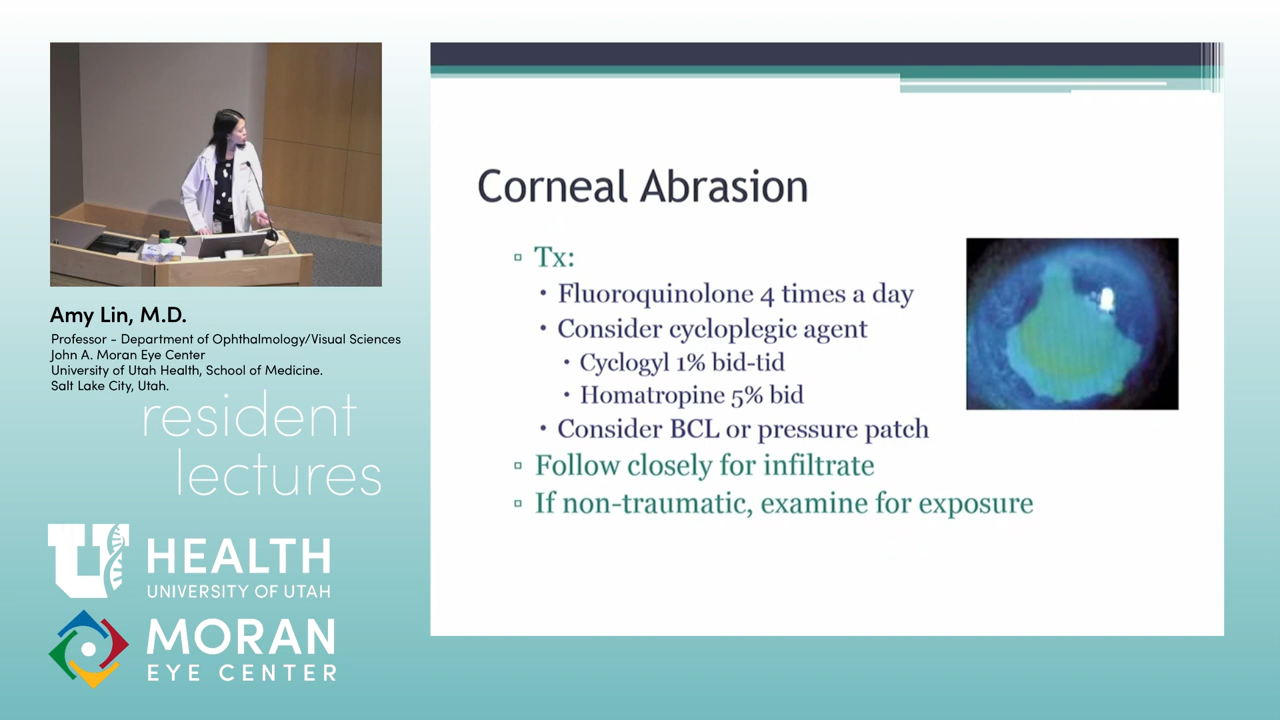 Amy Lin, M.D.
Professor - Department of Ophthalmology/Visual Sciences
John A. Moran Eye Center
University of Utah Health, School of Medicine.
Salt Lake City, Utah.
resident
lectures
U HEALTH
UNIVERSITY OF UTAH
MORAN
EYE CENTER
Corneal Abrasion
Tx:
Fluoroquinolone 4 times a day
Consider cycloplegic agent
Cyclogyl 1% bid-tid
Homatropine 5% bid
Consider BCL or pressure patch
Follow closely for infiltrate
If non-traumatic, examine for exposure